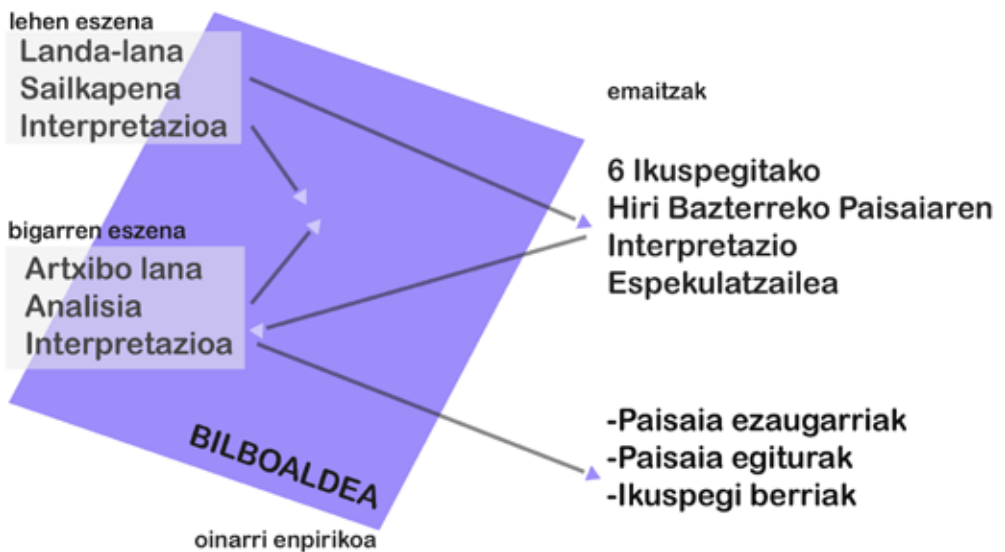 lehen eszena
Landa-lana
Sailkapena
Interpretazioa
bigarren eszena
Artxibo lana
Analisia
Interpretazioa
BILBOALDEA
oinarri enpirikoa
emaitzak
6 Ikuspegitako
Hiri Bazterreko Paisaiaren
Interpretazio
Espekulatzailea
-Paisaia ezaugarriak
-Paisaia egiturak
-Ikuspegi berriak